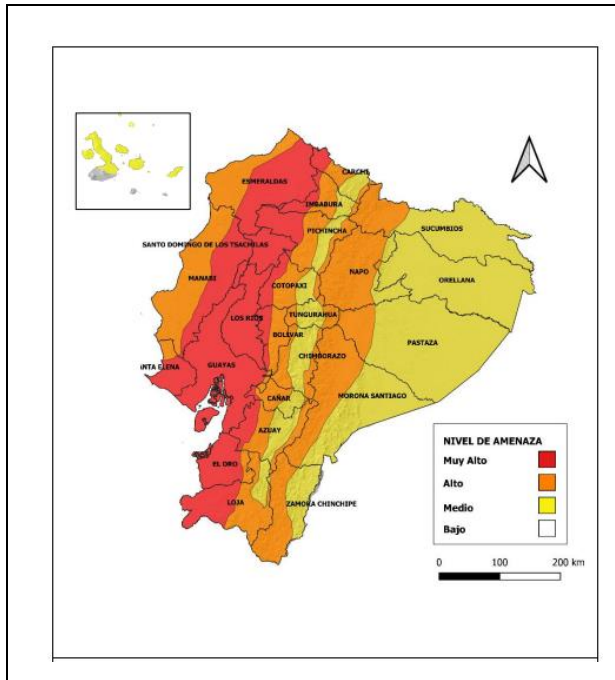 CARCHI
ESMERALDAS
IMBABURA
SUCUMBIOS
PICHINCHA
SANTO DOMINGO DE LOS TSACHILAS
NAPO
MANABI
ORELLANA
COTOPAXI
LOS RIOS
TUNGURAHUA
BOLIVAR
PASTAZA
CHIMBORAZO
ANTA ELENA
GUAYAS
MORONA SANTIAGO
CAÑAR
AZUAY
EL ORO
LOJA
ZAMORA CHINCHIPE
NIVEL DE AMENAZA
Muy Alto
Alto
Medio
Bajo
0 100 200 km